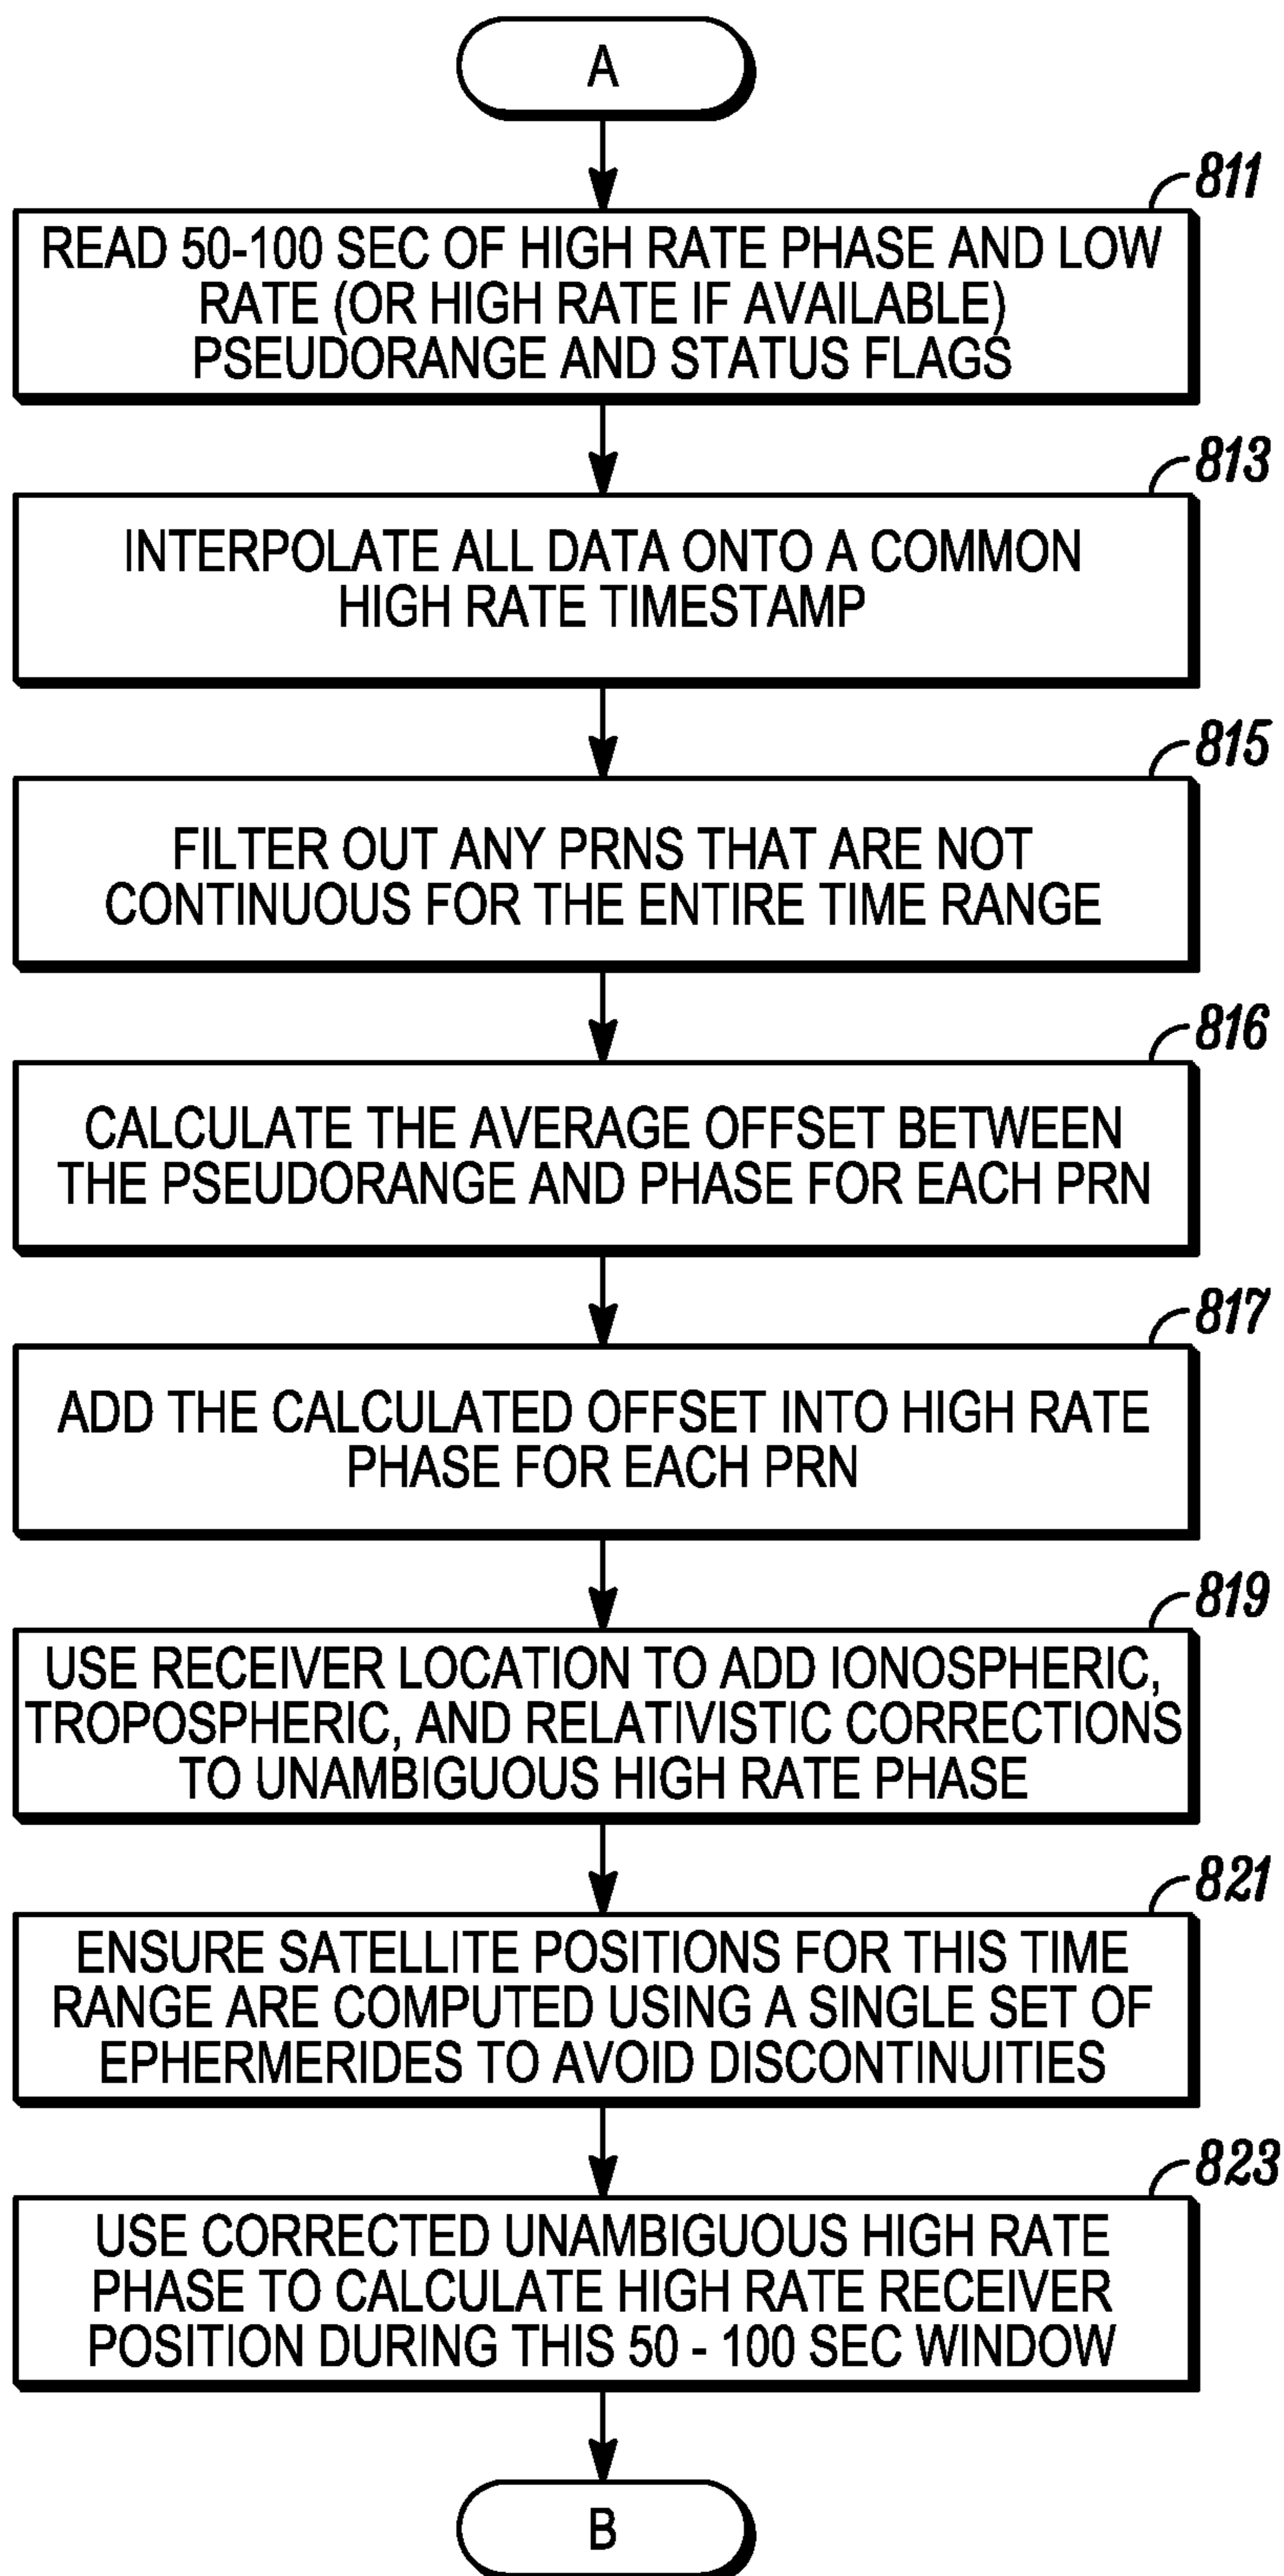 A
811
READ 50-100 SEC OF HIGH RATE PHASE AND LOW
RATE (OR HIGH RATE IF AVAILABLE)
PSEUDORANGE AND STATUS FLAGS
813
INTERPOLATE ALL DATA ONTO A COMMON
HIGH RATE TIMESTAMP
815
FILTER OUT ANY PRNS THAT ARE NOT
CONTINUOUS FOR THE ENTIRE TIME RANGE
816
CALCULATE THE AVERAGE OFFSET BETWEEN
THE PSEUDORANGE AND PHASE FOR EACH PRN
817
ADD THE CALCULATED OFFSET INTO HIGH RATE
PHASE FOR EACH PRN
819
USE RECEIVER LOCATION TO ADD IONOSPHERIC,
TROPOSPHERIC, AND RELATIVISTIC CORRECTIONS
TO UNAMBIGUOUS HIGH RATE PHASE
821
ENSURE SATELLITE POSITIONS FOR THIS TIME
RANGE ARE COMPUTED USING A SINGLE SET OF
EPHERMERIDES TO AVOID DISCONTINUITIES
823
USE CORRECTED UNAMBIGUOUS HIGH RATE
PHASE TO CALCULATE HIGH RATE RECEIVER
POSITION DURING THIS 50 - 100 SEC WINDOW
B